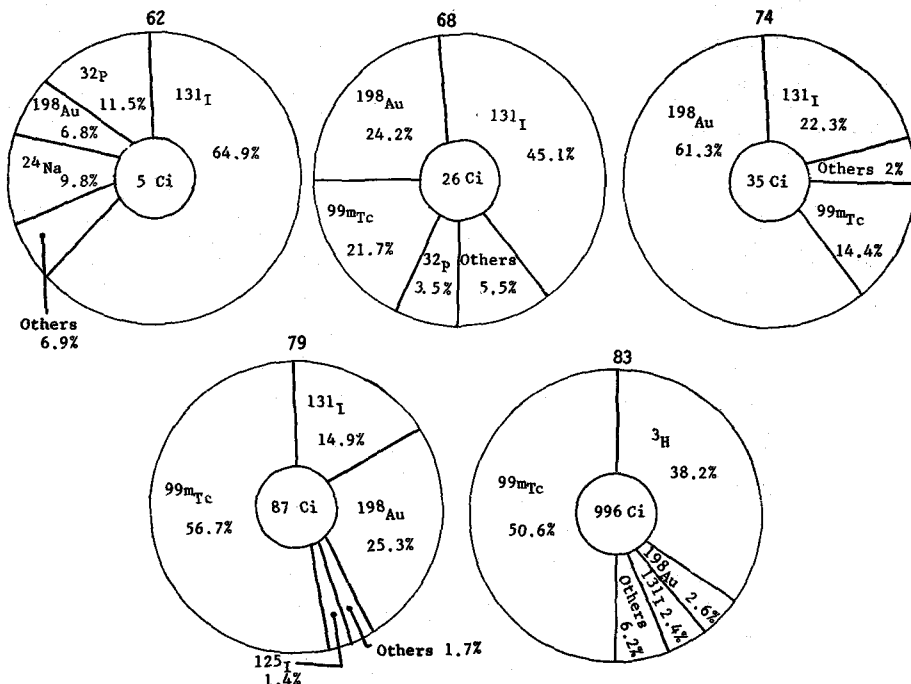 62
32P
11.5%
198Au
6.8%
24Na
9.8%
131I
64.9%
5 Ci
Others
6.9%
68
198Au
24.2%
131I
45.1%
26 Ci
99mTc
21.7%
32P
3.5%
Others
5.5%
74
198Au
61.3%
131I
22.3%
Others 2%
35 Ci
99mTc
14.4%
79
131I
14.9%
99mTc
56.7%
87 Ci
198Au
25.3%
Others 1.7%
125I
1.4%
83
3H
38.2%
99mTc
50.6%
996 Ci
198Au 2.6%
131I 2.4%
Others
6.2%